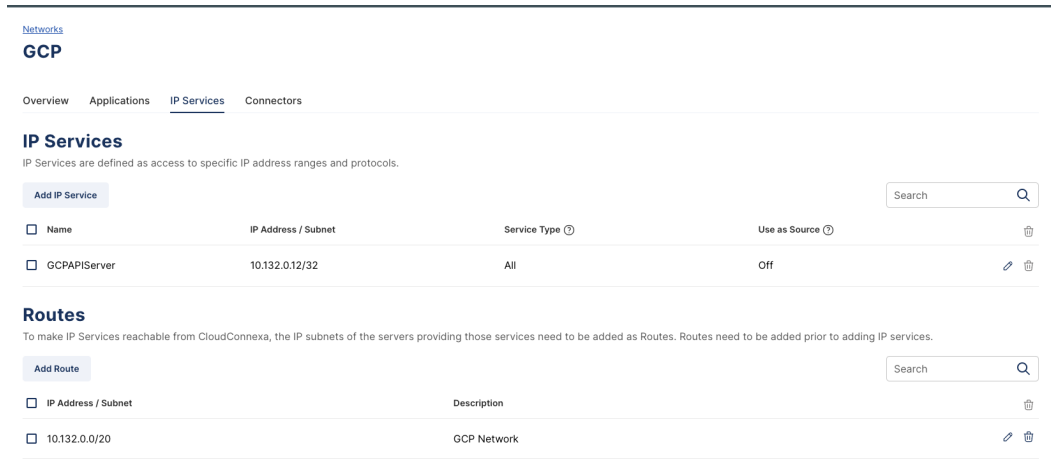 Networks
GCP
Overview Applications IP Services Connectors
IP Services
IP Services are defined as access to specific IP address ranges and protocols.
Add IP Service
Search
Name IP Address / Subnet Service Type Use as Source
GCPAPIServer 10.132.0.12/32 All Off
Routes
To make IP Services reachable from CloudConnexa, the IP subnets of the servers providing those services need to be added as Routes. Routes need to be added prior to adding IP services.
Add Route
Search
IP Address / Subnet Description
10.132.0.0/20 GCP Network